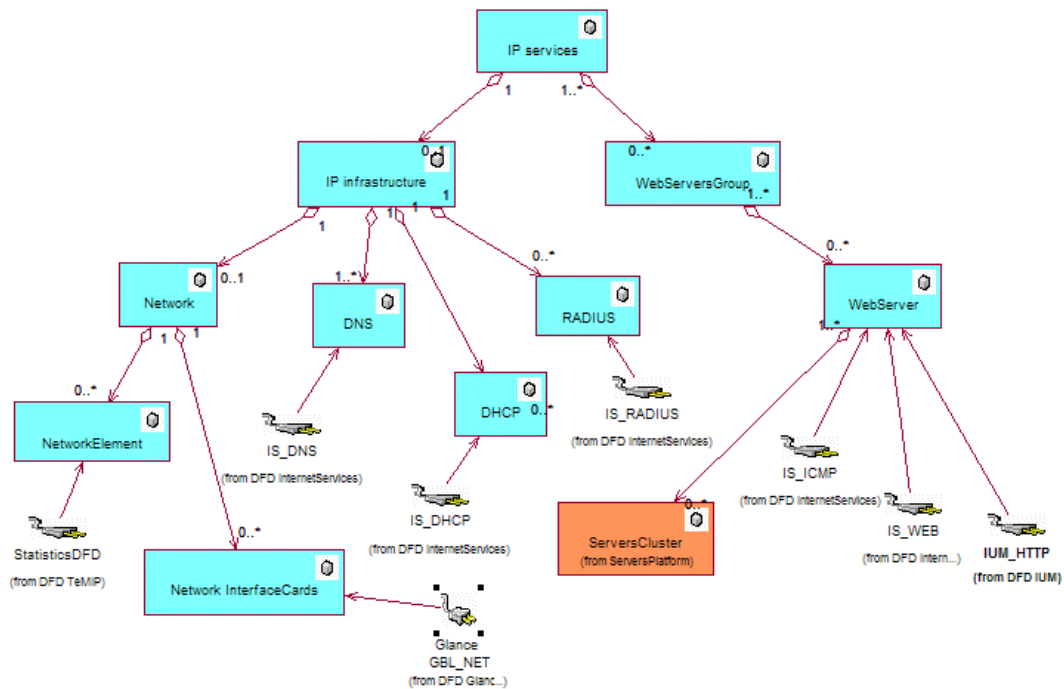 IP services
1
1..*
0..1
0..*
IP infrastructure
WebServersGroup
1
1..*
1
1
1
0..1
1..*
0..*
0..*
Network
DNS
RADIUS
WebServer
1
1
1..*
0..*
NetworkElement
IS_DNS
(from DFD InternetServices)
DHCP
0..*
IS_RADIUS
(from DFD InternetServices)
IS_ICMP
(from DFD InternetServices)
StatisticsDFD
(from DFD TeMIP)
0..*
IS_DHCP
(from DFD InternetServices)
0..*
ServersCluster
(from ServersPlatform)
IS_WEB
(from DFD Intern...)
IUM_HTTP
(from DFD IUM)
Network InterfaceCards
Glance
GBL_NET
(from DFD Glanc...)